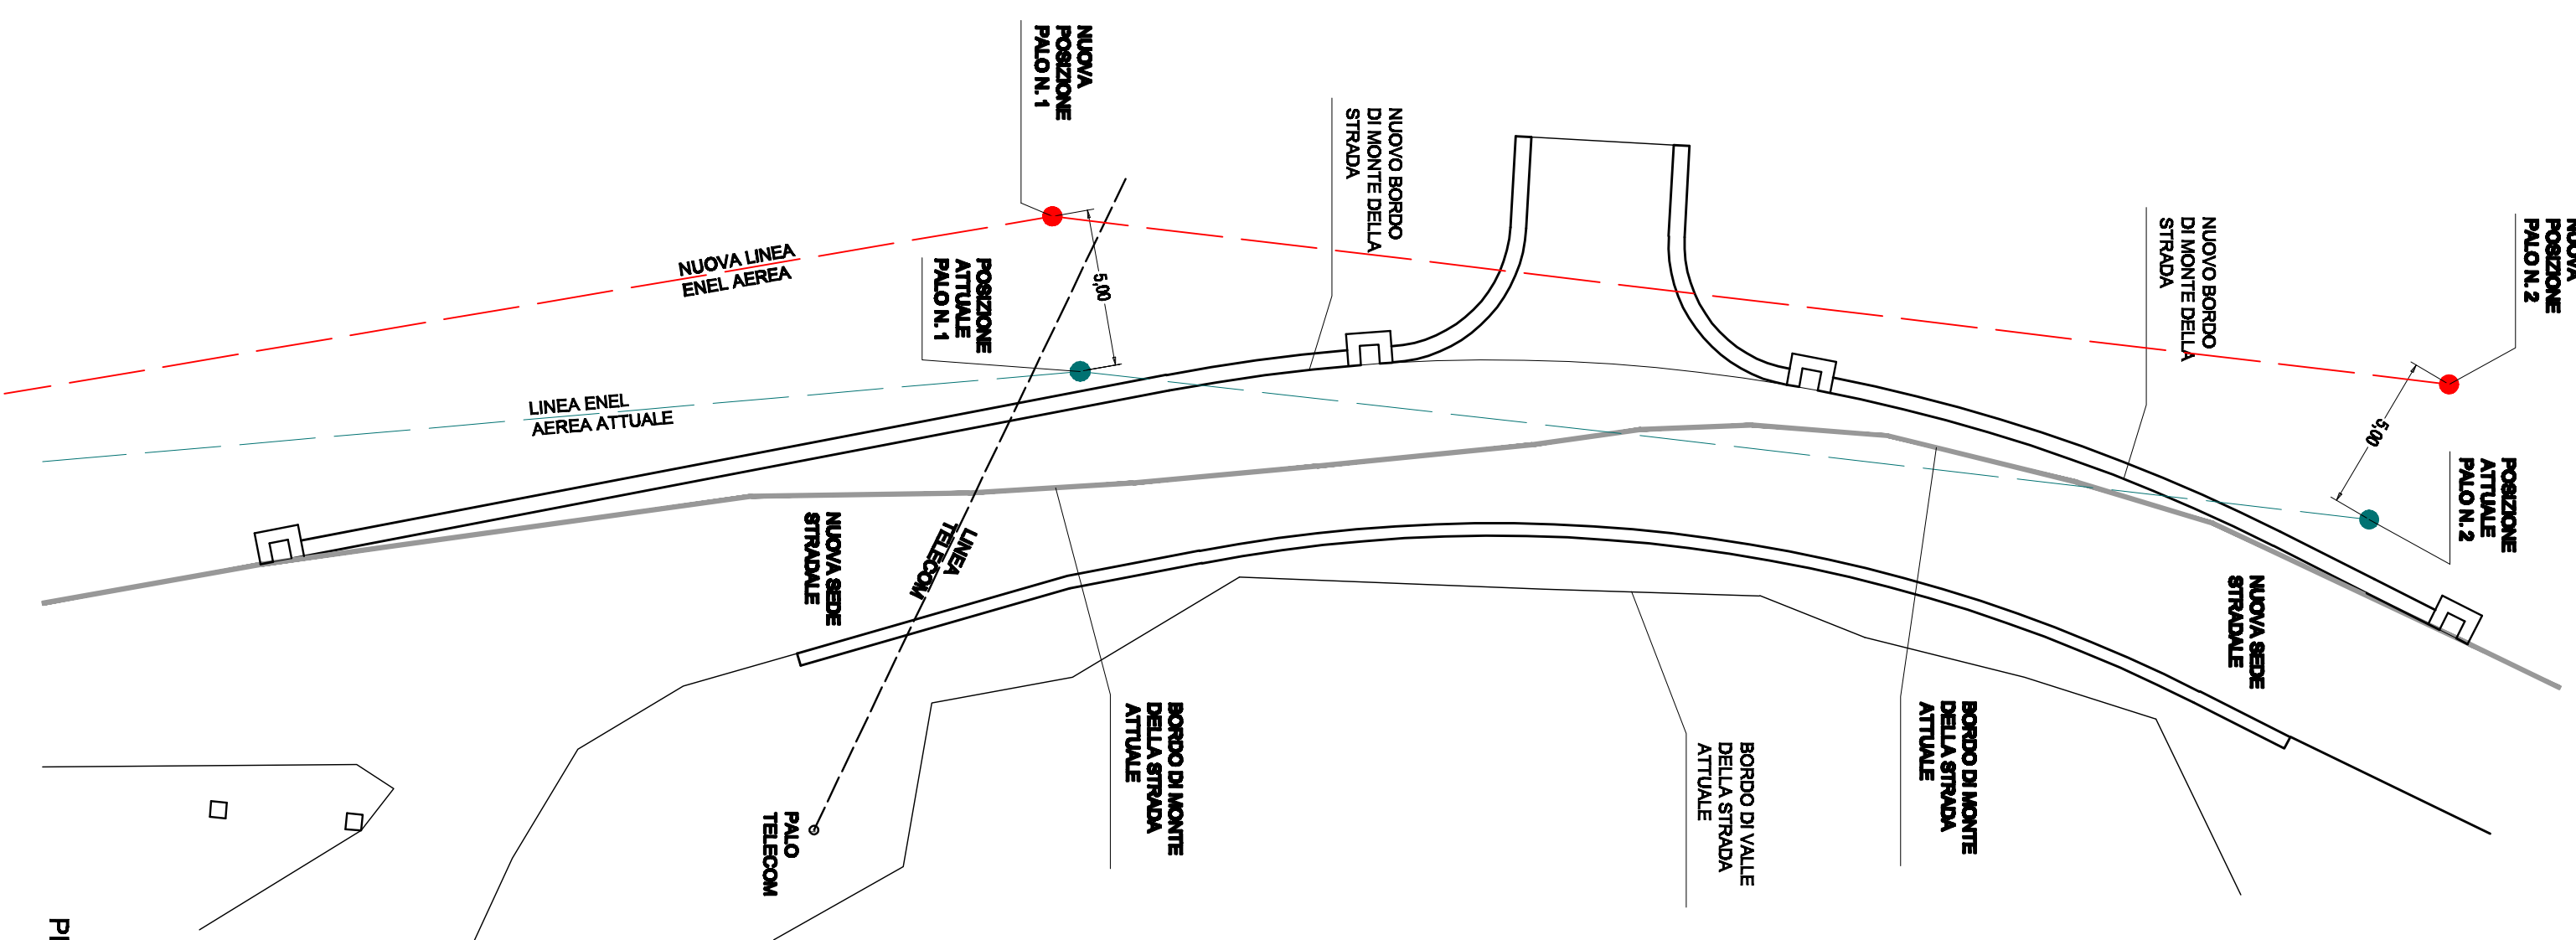 NUOVA
POSIZIONE
PALO N. 1
NUOVO BORDO
DI MONTE DELLA
STRADA
NUOVO BORDO
DI MONTE DELLA
STRADA
NUOVA
POSIZIONE
PALO N. 2
NUOVA LINEA
ENEL AEREA
POSIZIONE
ATTUALE
PALO N. 1
5,00
5,00
LINEA ENEL
AEREA ATTUALE
POSIZIONE
ATTUALE
PALO N. 2
NUOVA SEDE
STRADALE
LINEA
TELECOM
NUOVA SEDE
STRADALE
BORDO DI MONTE
DELLA STRADA
ATTUALE
BORDO DI VALLE
DELLA STRADA
ATTUALE
BORDO DI MONTE
DELLA STRADA
ATTUALE
PALO
TELECOM